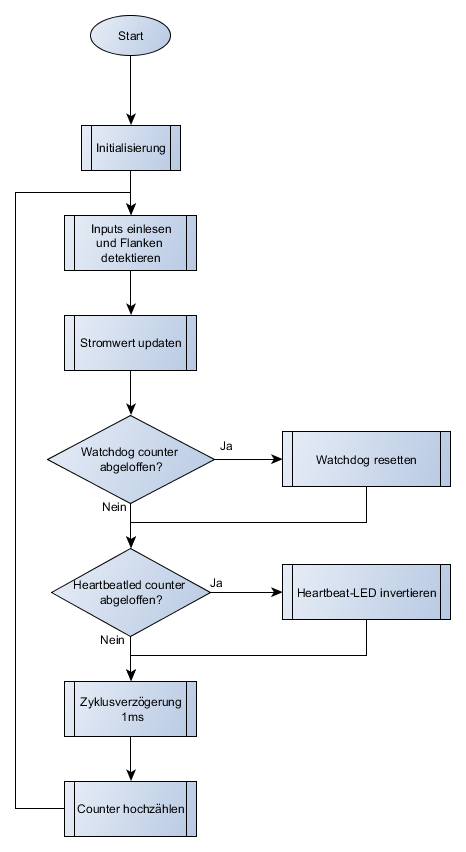 Start
Initialisierung
Inputs einlesen
und Flanken
detektieren
Stromwert updaten
Watchdog counter
abgeloffen?
Ja
Watchdog resetten
Nein
Heartbeatled counter
abgeloffen?
Ja
Heartbeat-LED invertieren
Nein
Zyklusverzögerung
1ms
Counter hochzählen